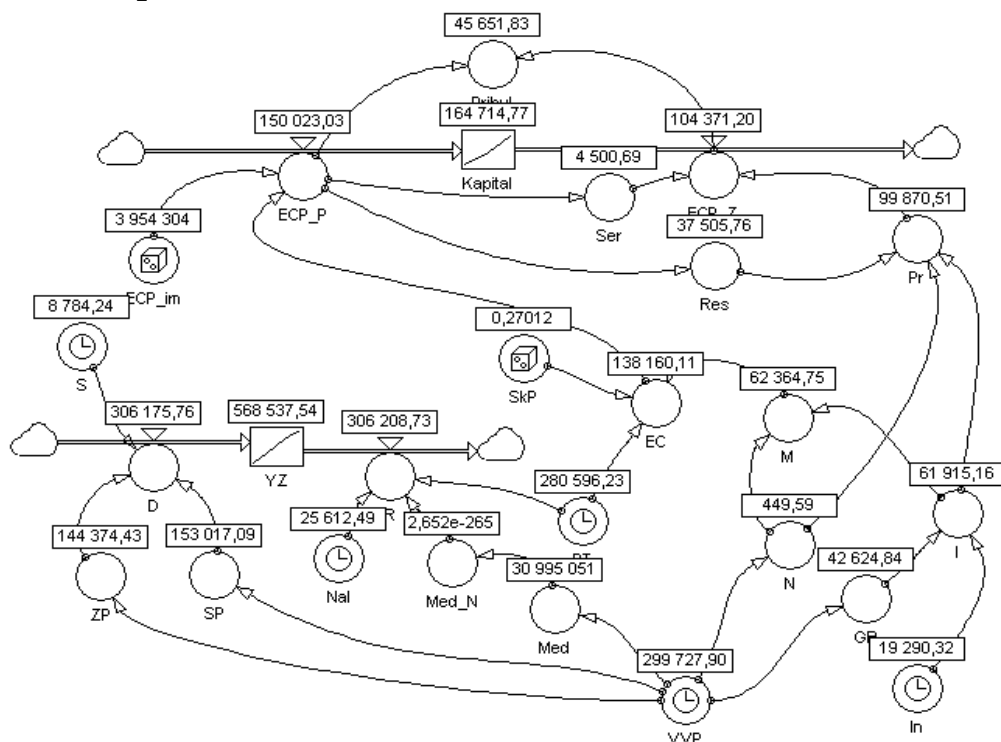 45 651,83
150 023,03
164 714,77
104 371,20
4 500,69
Kapital
99 870,51
ECP_P
Ser
37 505,76
3 954 304
Pr
Res
ECP_im
8 784,24
0,27012
138 160,11
62 364,75
S
SkP
306 175,76
568 537,54
306 208,73
EC
M
YZ
280 596,23
61 915,16
D
449,59
25 612,49
2,652e-265
144 374,43
153 017,09
I
30 995 051
42 624,84
N
Nal
Med_N
ZP
SP
Med
19 290,32
299 727,90
In
VVP